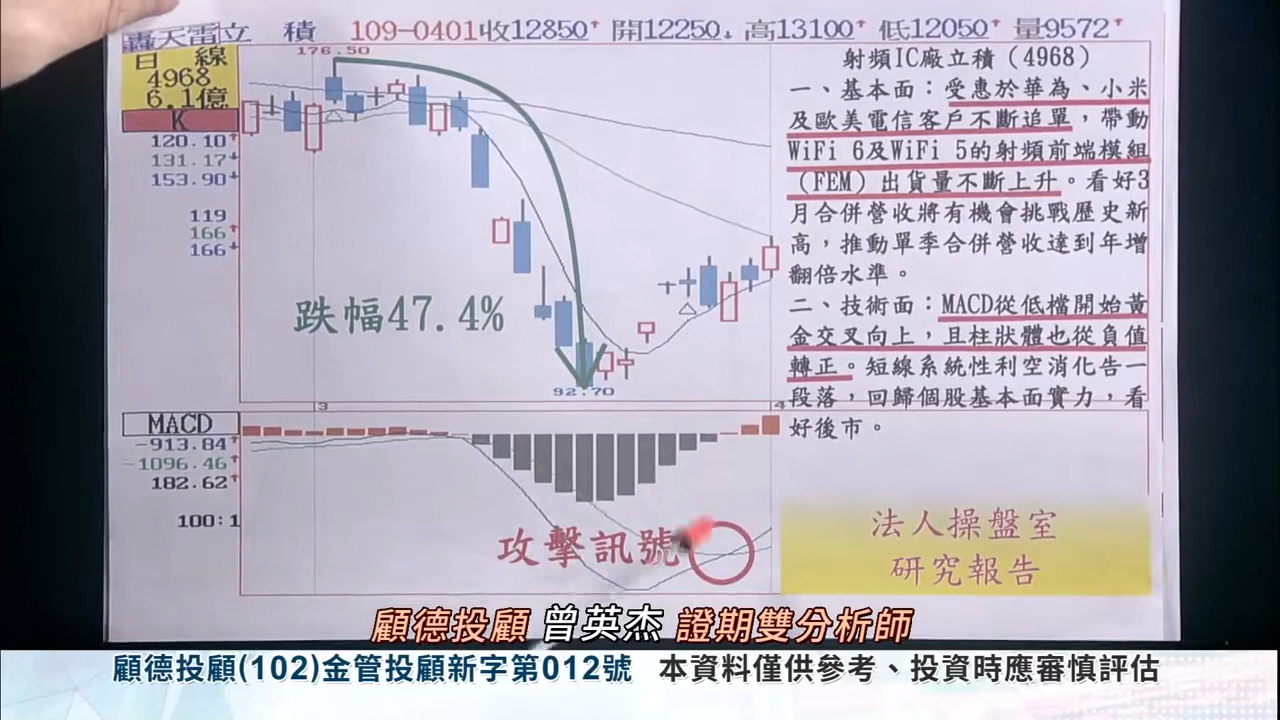 轟天雷立 積 109-0401收12850↑ 開12250↓ 高13100↑ 低12050↑ 量9572↑
日 線
4968
6.1億
K
120.10↑
131.17↓
153.90↓
119
166↑
166↓
176.50
跌幅47.4%
92.70
3
4
MACD
-913.84↑
-1096.46↑
182.62↑
100:1
攻擊訊號
射頻IC廠立積（4968）
一、基本面：受惠於華為、小米
及歐美電信客戶不斷追單，帶動
WiFi 6及WiFi 5的射頻前端模組
（FEM）出貨量不斷上升。看好3
月合併營收將有機會挑戰歷史新
高，推動單季合併營收達到年增
翻倍水準。
二、技術面：MACD從低檔開始黃
金交叉向上，且柱狀體也從負值
轉正。短線系統性利空消化告一
段落，回歸個股基本面實力，看
好後市。
法人操盤室
研究報告
顧德投顧 曾英杰 證期雙分析師
顧德投顧(102)金管投顧新字第012號 本資料僅供參考、投資時應審慎評估